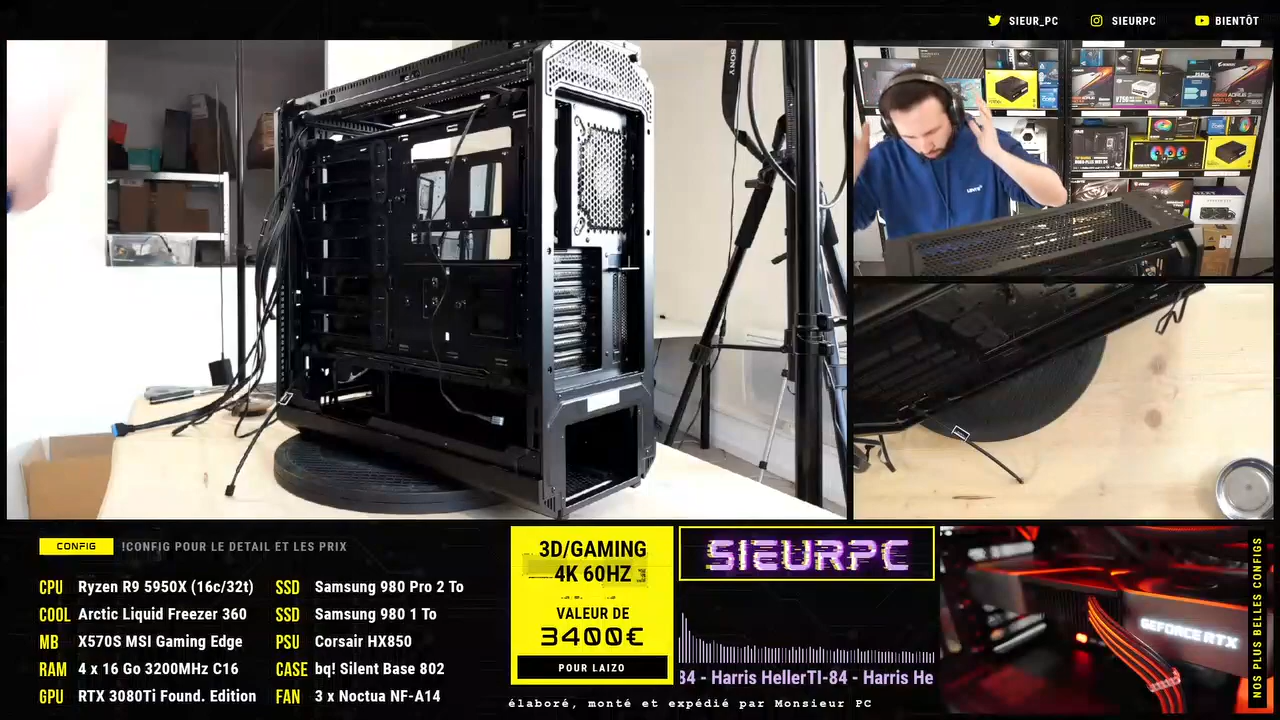 SIEUR_PC
SIEURPC
BIENTÔT
SONY
LEVI'S
CONFIG
!CONFIG POUR LE DETAIL ET LES PRIX
CPU Ryzen R9 5950X (16c/32t)
COOL Arctic Liquid Freezer 360
MB X570S MSI Gaming Edge
RAM 4 x 16 Go 3200MHz C16
GPU RTX 3080Ti Found. Edition
SSD Samsung 980 Pro 2 To
SSD Samsung 980 1 To
PSU Corsair HX850
CASE bq! Silent Base 802
FAN 3 x Noctua NF-A14
3D/GAMING
4K 60HZ
VALEUR DE
3400€
POUR LAIZO
SIEURPC
84 - Harris HellerTI-84 - Harris He
élaboré, monté et expédié par Monsieur PC
GEFORCE RTX
NOS PLUS BELLES CONFIGS